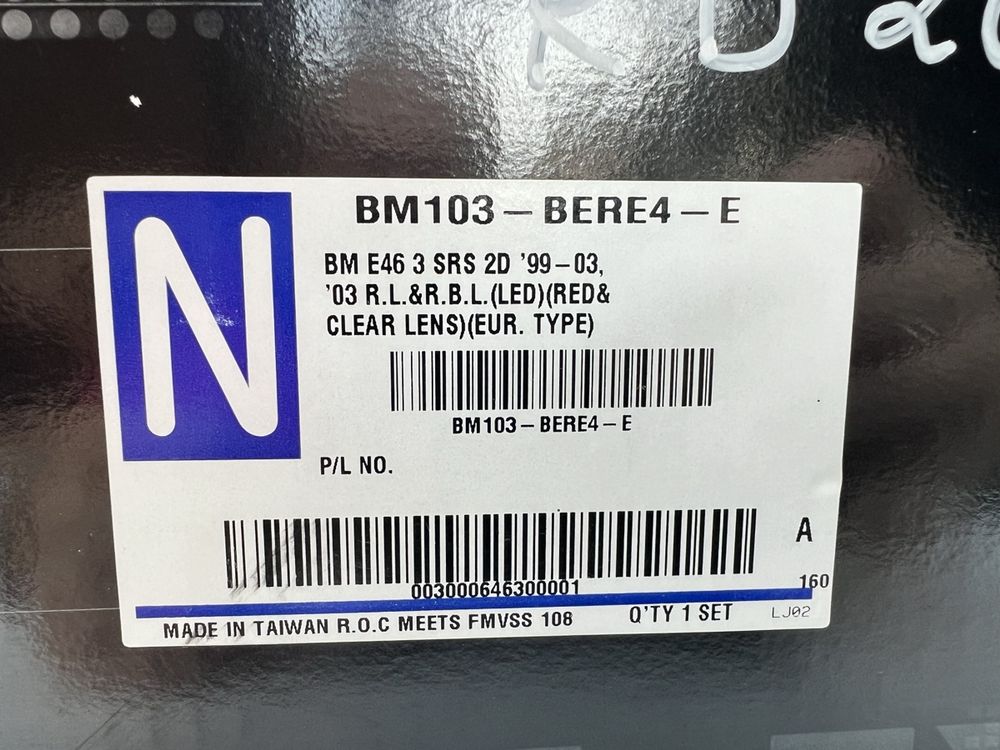 N
BM103-BERE4-E
BM E46 3 SRS 2D '99-03,
'03 R.L.&R.B.L.(LED)(RED&
CLEAR LENS)(EUR. TYPE)
BM103-BERE4-E
P/L NO.
A
003000646300001
160
MADE IN TAIWAN R.O.C MEETS FMVSS 108 Q'TY 1 SET LJ02